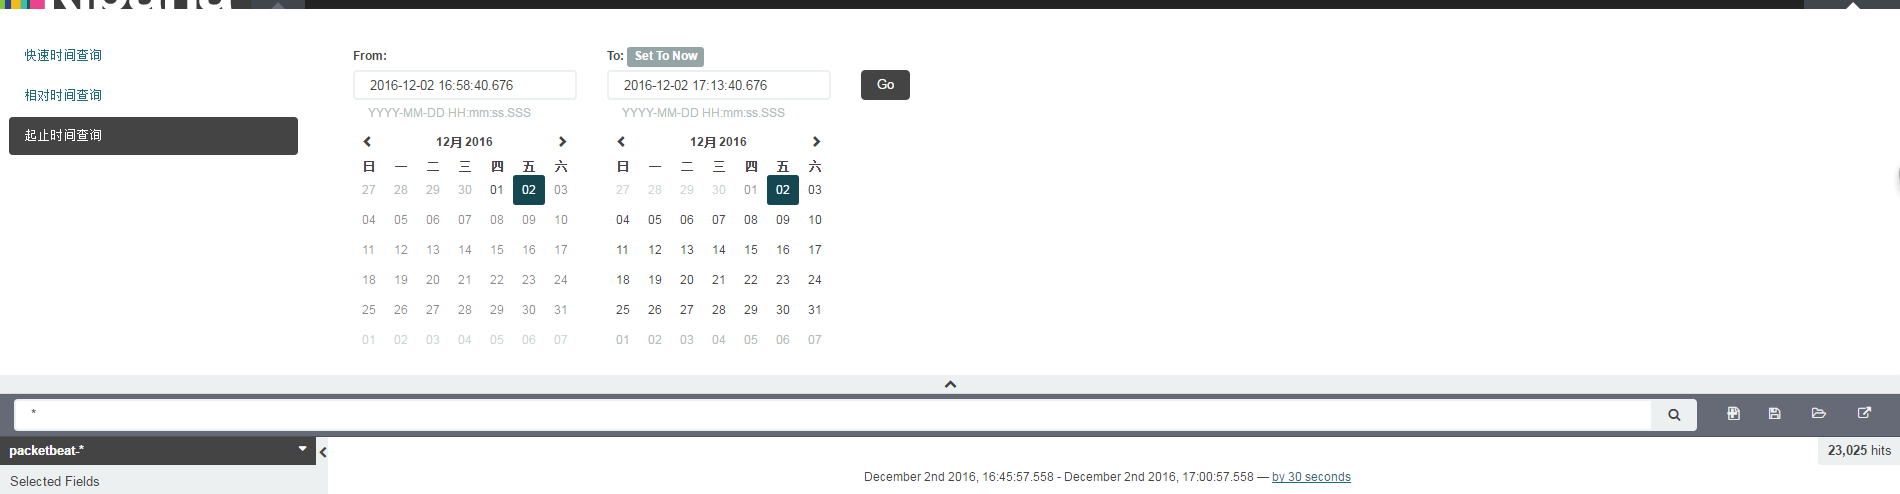 kibana
快速时间查询
相对时间查询
起止时间查询
From:
2016-12-02 16:58:40.676
YYYY-MM-DD HH:mm:ss.SSS
12月 2016
日 一 二 三 四 五 六
27 28 29 30 01 02 03
04 05 06 07 08 09 10
11 12 13 14 15 16 17
18 19 20 21 22 23 24
25 26 27 28 29 30 31
01 02 03 04 05 06 07
To: Set To Now
2016-12-02 17:13:40.676
YYYY-MM-DD HH:mm:ss.SSS
12月 2016
日 一 二 三 四 五 六
27 28 29 30 01 02 03
04 05 06 07 08 09 10
11 12 13 14 15 16 17
18 19 20 21 22 23 24
25 26 27 28 29 30 31
01 02 03 04 05 06 07
Go
*
packetbeat-*
Selected Fields
23,025 hits
December 2nd 2016, 16:45:57.558 - December 2nd 2016, 17:00:57.558 — by 30 seconds